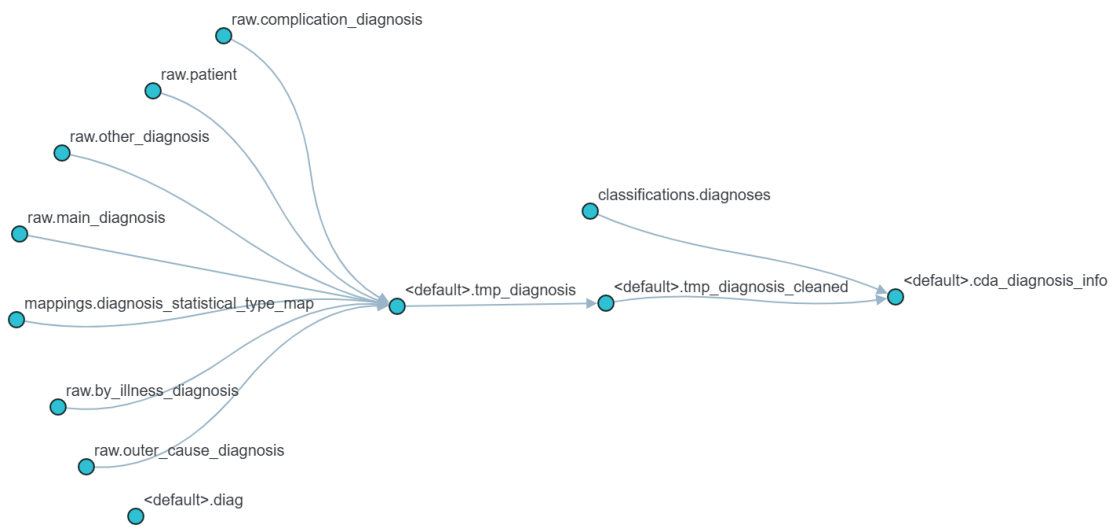 raw.complication_diagnosis
raw.patient
raw.other_diagnosis
raw.main_diagnosis
mappings.diagnosis_statistical_type_map
raw.by_illness_diagnosis
raw.outer_cause_diagnosis
<default>.diag
<default>.tmp_diagnosis
classifications.diagnoses
<default>.tmp_diagnosis_cleaned
<default>.cda_diagnosis_info